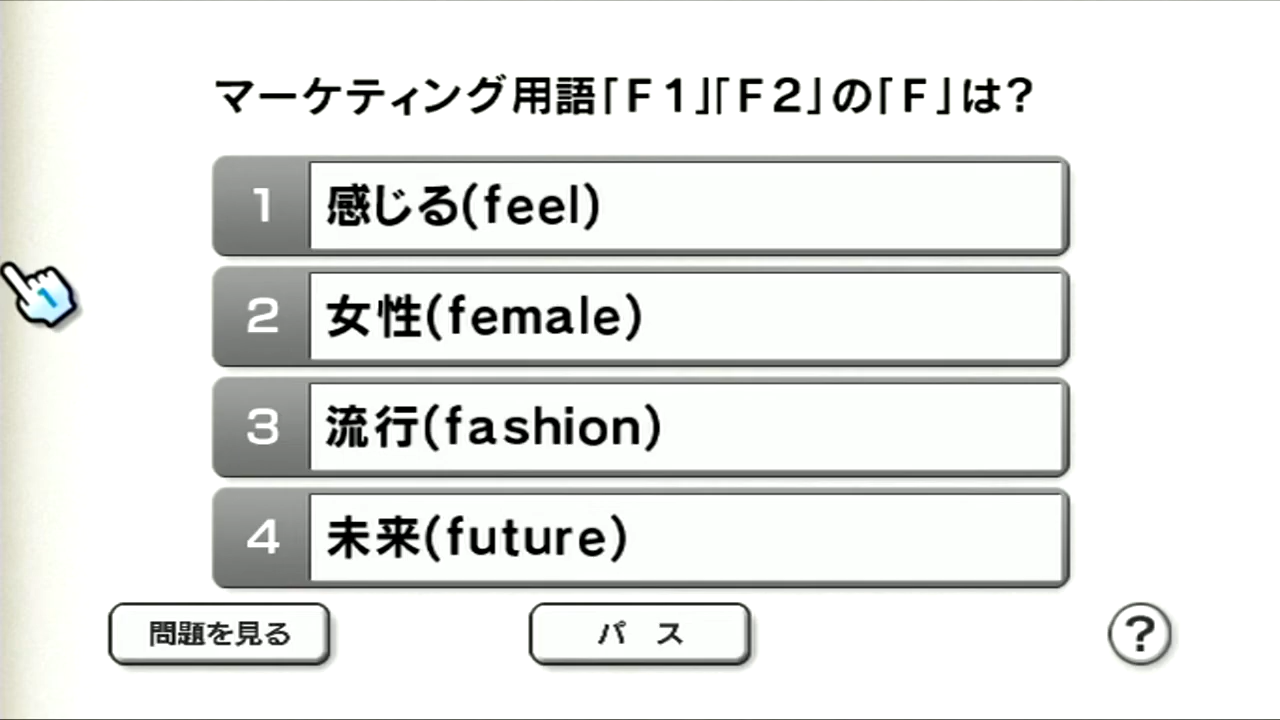 マーケティング用語「F1」「F2」の「F」は?
1 感じる(feel)
2 女性(female)
3 流行(fashion)
4 未来(future)
1
問題を見る
パス
?